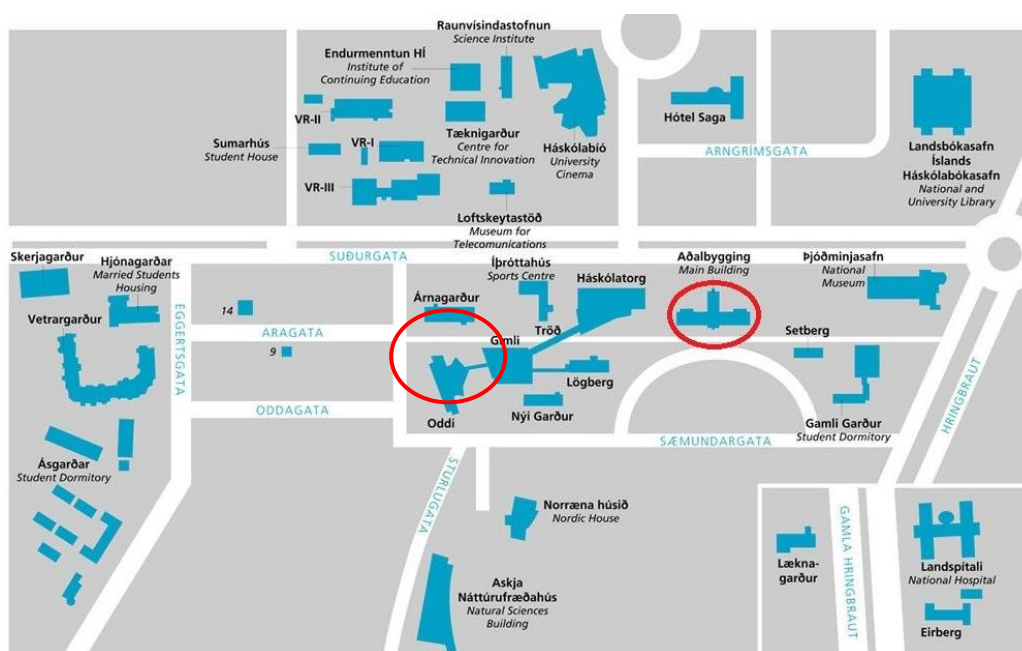 Raunvísindastofnun
Science Institute
Endurmenntun HÍ
Institute of
Continuing Education
VR-II
Sumarhús
Student House
VR-I
Tæknigarður
Centre for
Technical Innovation
Háskólabíó
University
Cinema
Hótel Saga
ARNGRÍMSGATA
Landsbókasafn
Íslands
Háskólabókasafn
National and
University Library
VR-III
Loftskeytastöð
Museum for
Telecomunications
SUÐURGATA
Skerjagarður
Hjónagarðar
Married Students
Housing
Íþróttahús
Sports Centre
Háskólatorg
Aðalbygging
Main Building
Þjóðminjasafn
National
Museum
Vetrargarður
EGGERTSGATA
14
Árnagarður
ARAGATA
Tröð
Gimli
Setberg
9
Lögberg
HRINGBRAUT
ODDAGATA
Oddi
Nýi Garður
Gamli Garður
Student Dormitory
SÆMUNDARGATA
Ásgarðar
Student Dormitory
STURLUGATA
Norræna húsið
Nordic House
Lækna-
garður
GAMLA HRINGBRAUT
Landspítali
National Hospital
Askja
Náttúrufræðahús
Natural Sciences
Building
Eirberg